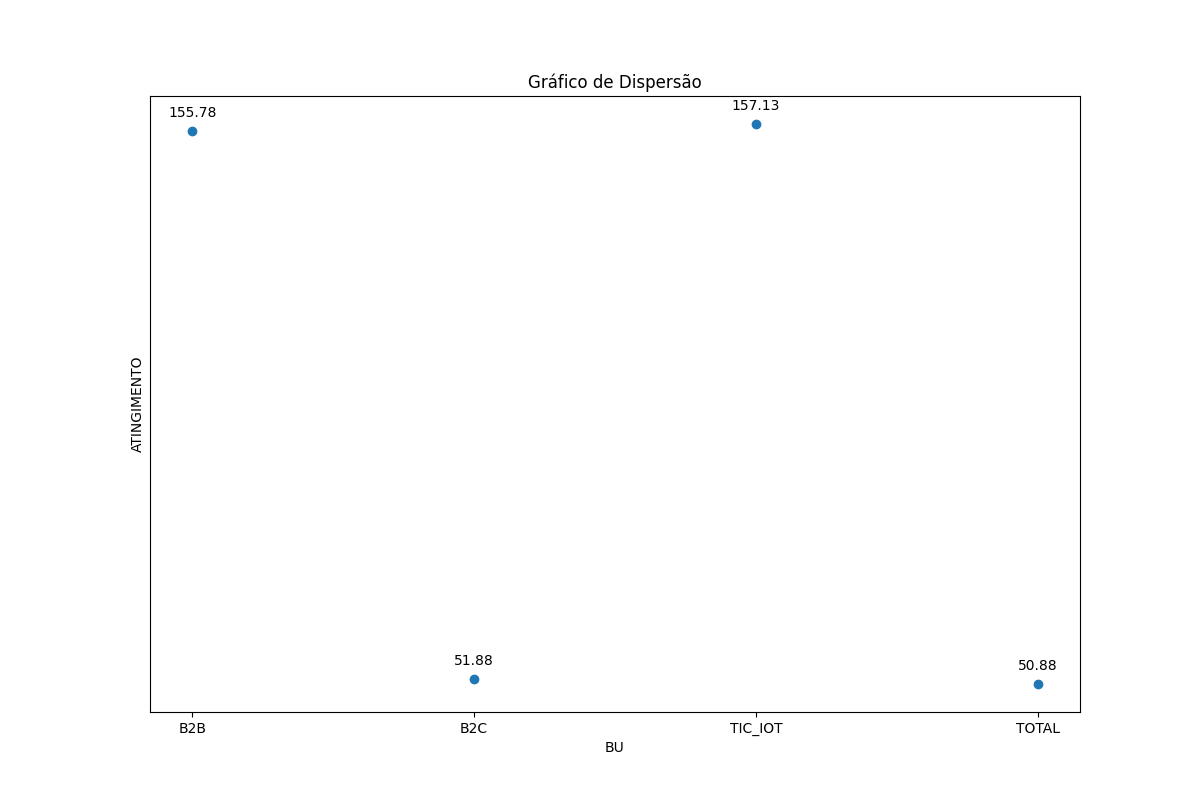 Gráfico de Dispersão
155.78
157.13
ATINGIMENTO
51.88
50.88
B2B
B2C
TIC_IOT
TOTAL
BU